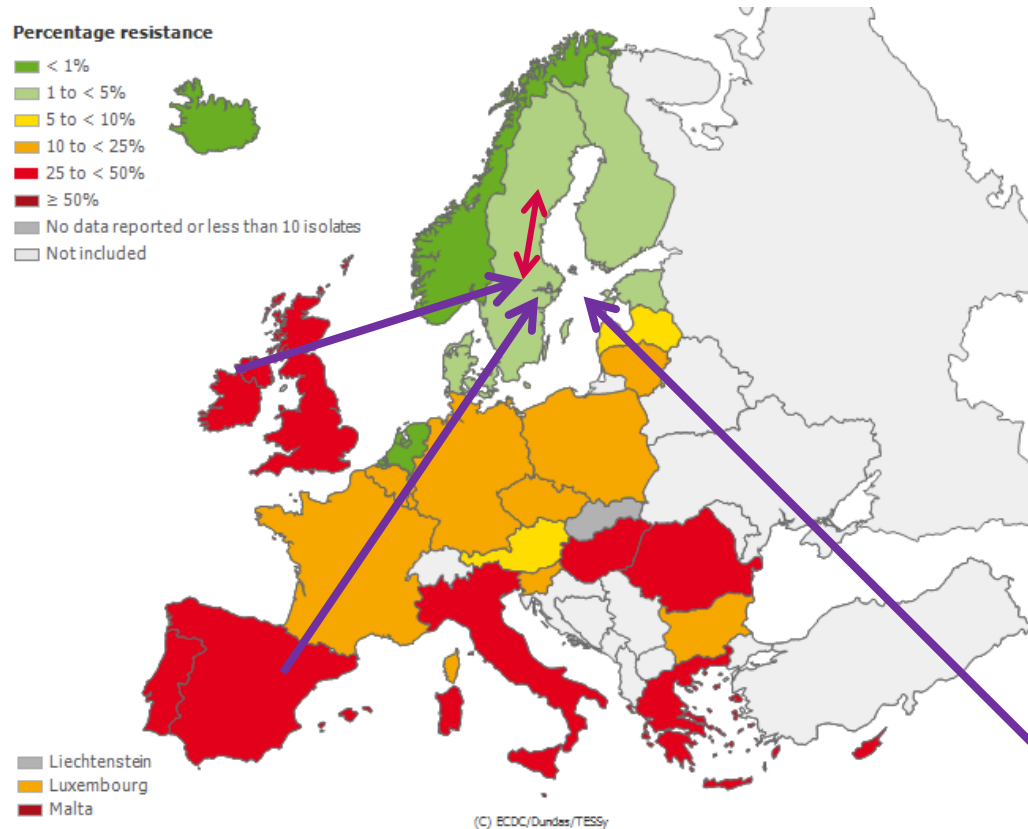 Percentage resistance
< 1%
1 to < 5%
5 to < 10%
10 to < 25%
25 to < 50%
≥ 50%
No data reported or less than 10 isolates
Not included
Liechtenstein
Luxembourg
Malta
(C) ECDC/Dundas/TESSy